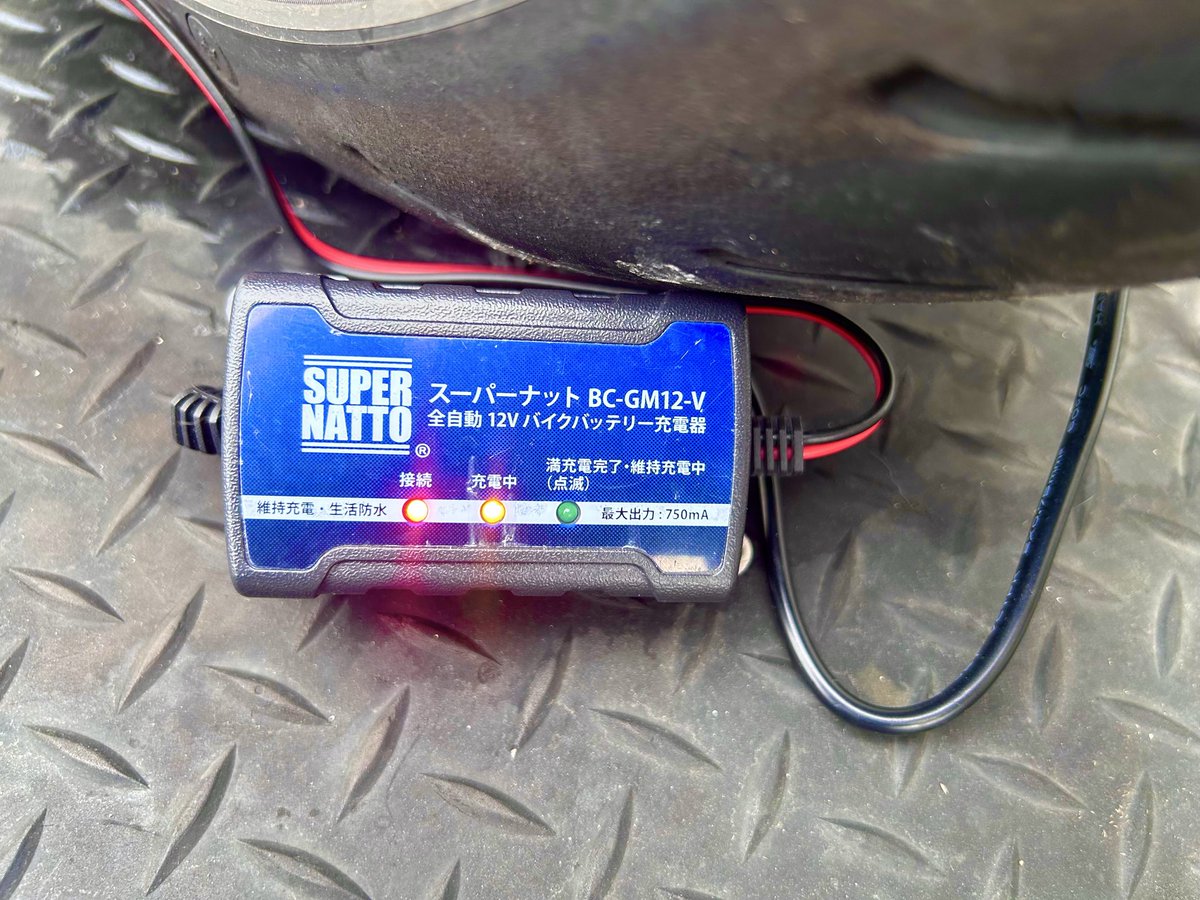 SUPER
NATTO
®
スーパーナット BC-GM12-V
全自動 12V バイクバッテリー充電器
接続
充電中
満充電完了・維持充電中
(点滅)
維持充電・生活防水
最大出力 : 750mA